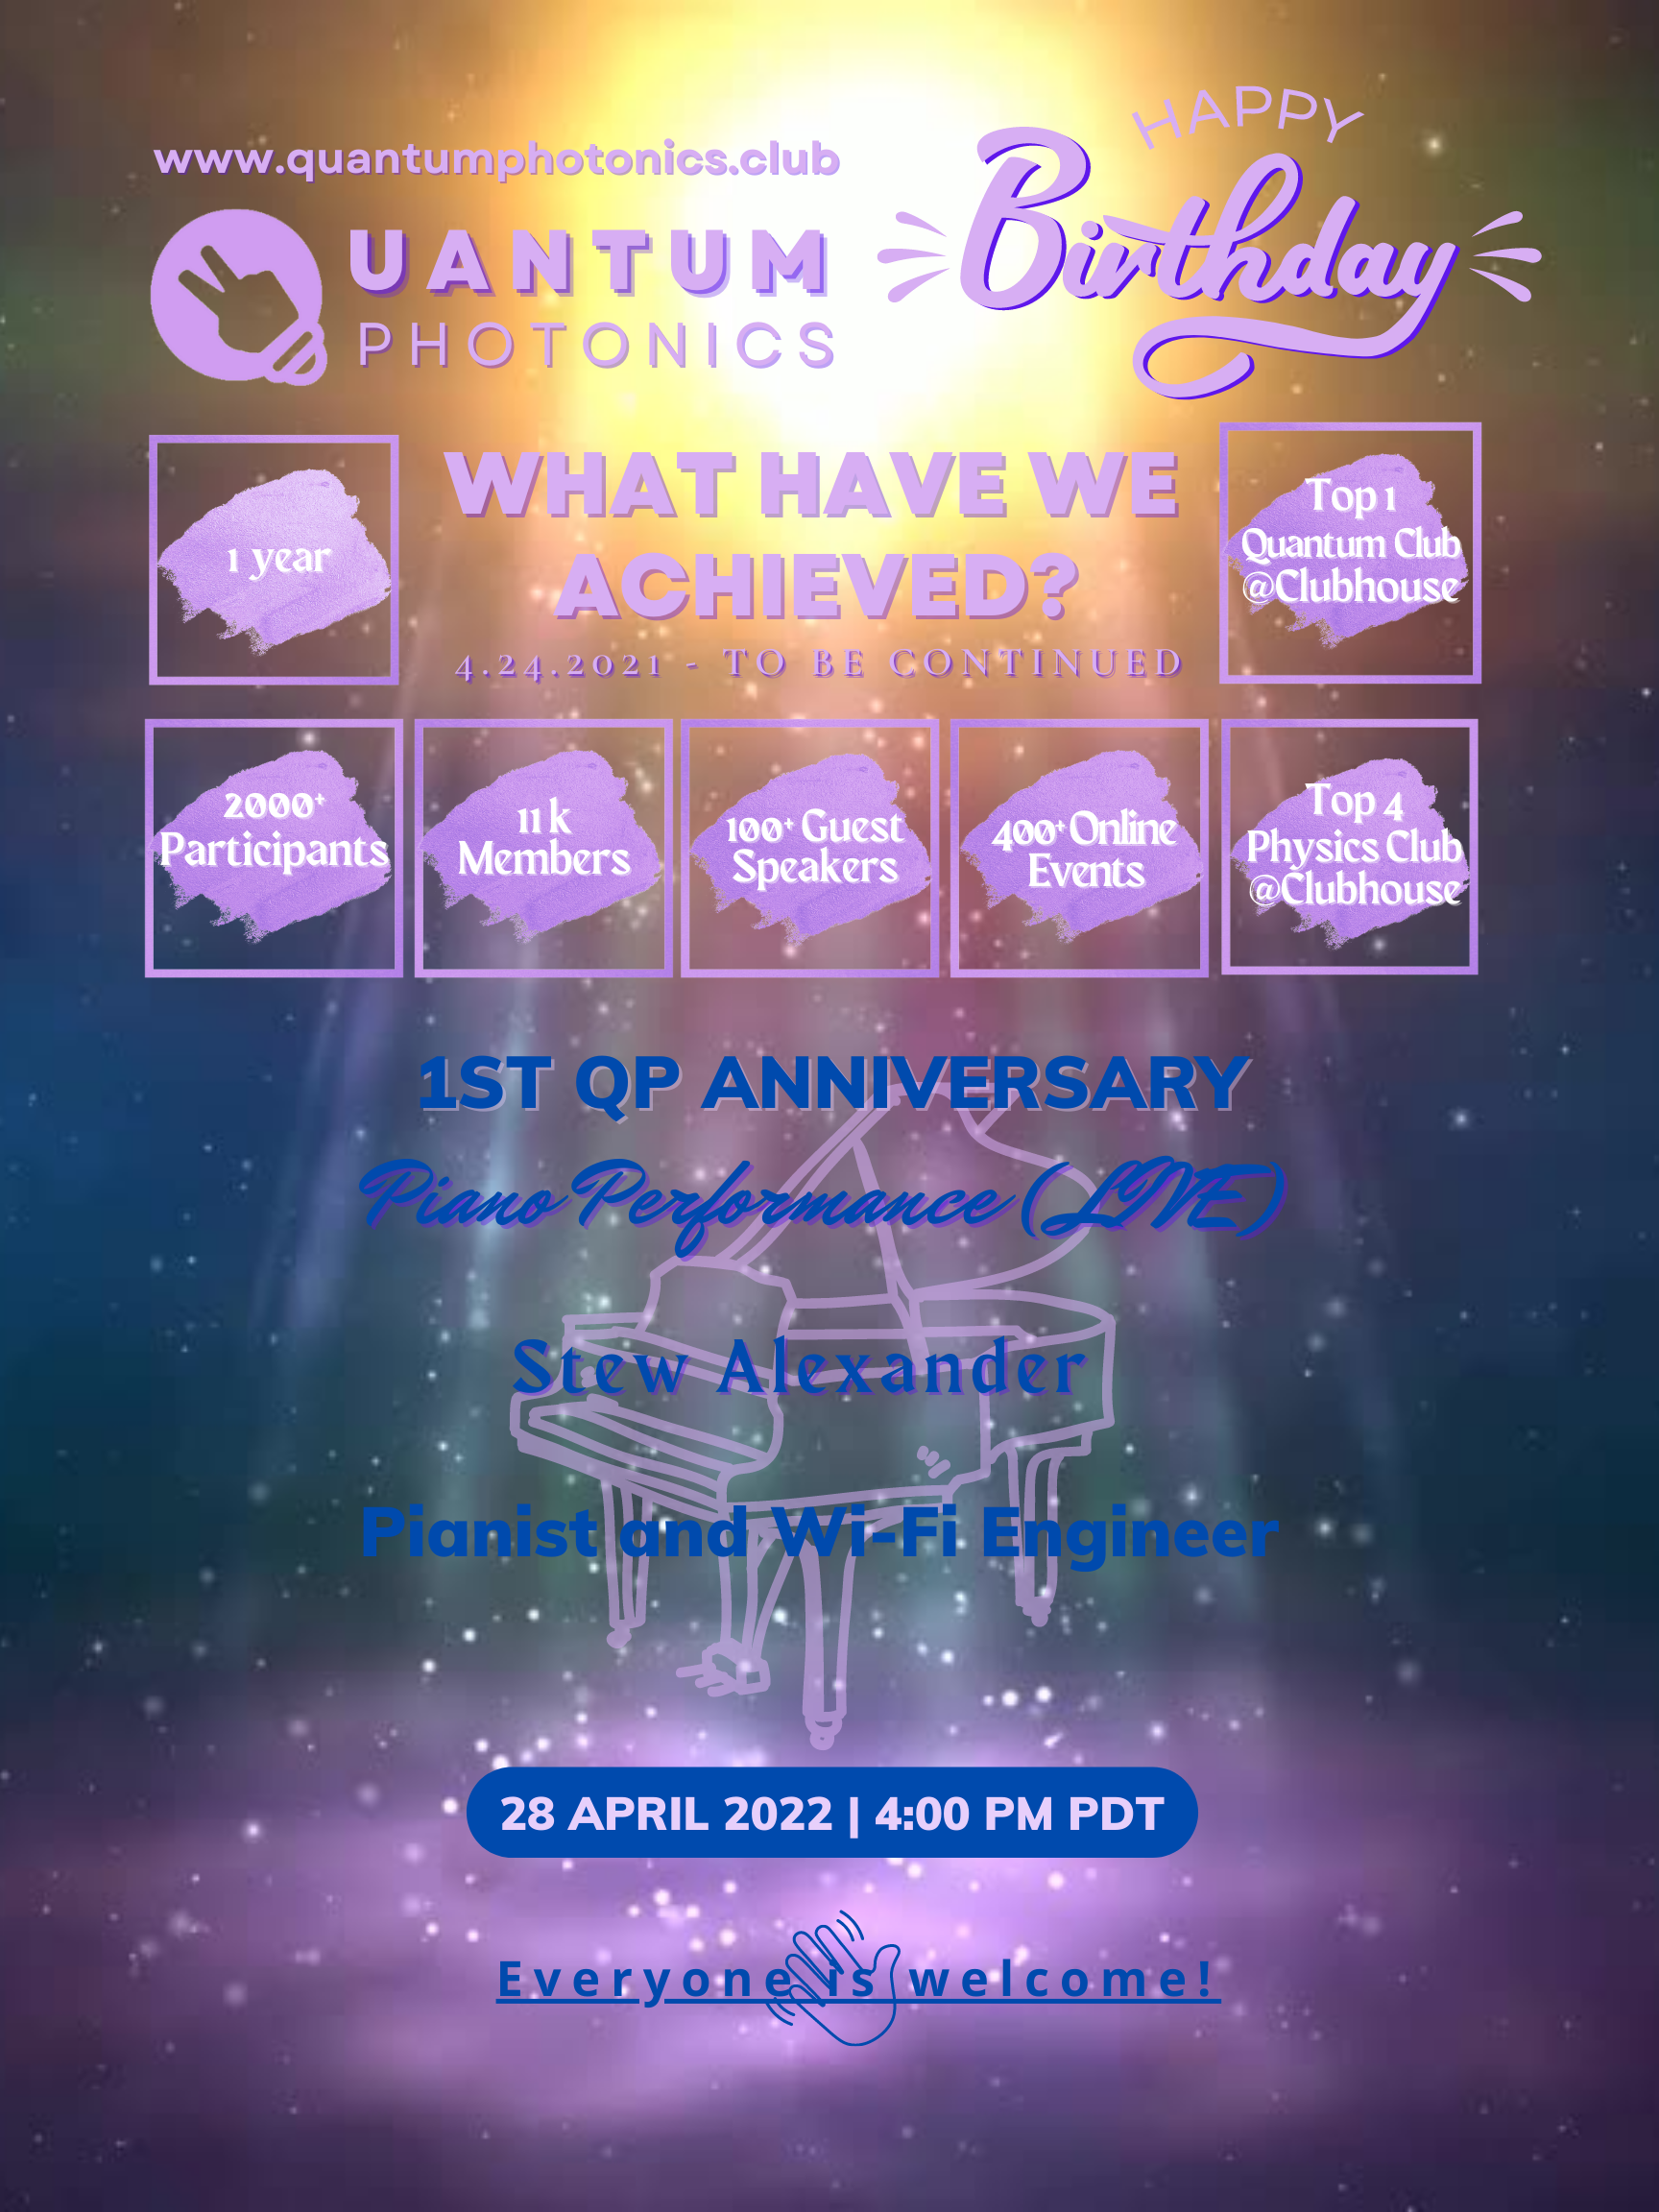 www.quantumphotonics.club
UANTUM
PHOTONICS
HAPPY
Birthday
WHAT HAVE WE
ACHIEVED?
4.24.2021 - TO BE CONTINUED
1 year
Top 1
Quantum Club
@Clubhouse
2000+
Participants
11 k
Members
100+ Guest
Speakers
400+ Online
Events
Top 4
Physics Club
@Clubhouse
1ST QP ANNIVERSARY
Piano Performance (LIVE)
Stew Alexander
Pianist and Wi-Fi Engineer
28 APRIL 2022 | 4:00 PM PDT
Everyone is welcome!